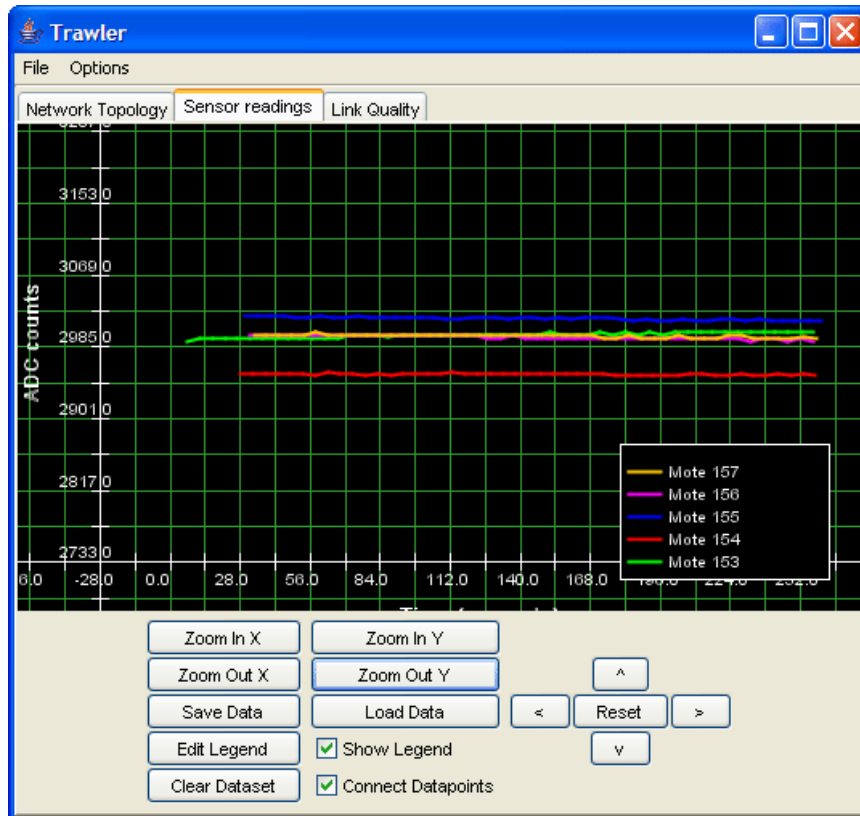 Trawler
File Options
Network Topology Sensor readings Link Quality
3153.0
3069.0
2985.0
2901.0
2817.0
2733.0
ADC counts
6.0 -28.0 0.0 28.0 56.0 84.0 112.0 140.0 168.0
Mote 157
Mote 156
Mote 155
Mote 154
Mote 153
Zoom In X Zoom In Y
Zoom Out X Zoom Out Y ^
Save Data Load Data < Reset >
Edit Legend Show Legend v
Clear Dataset Connect Datapoints